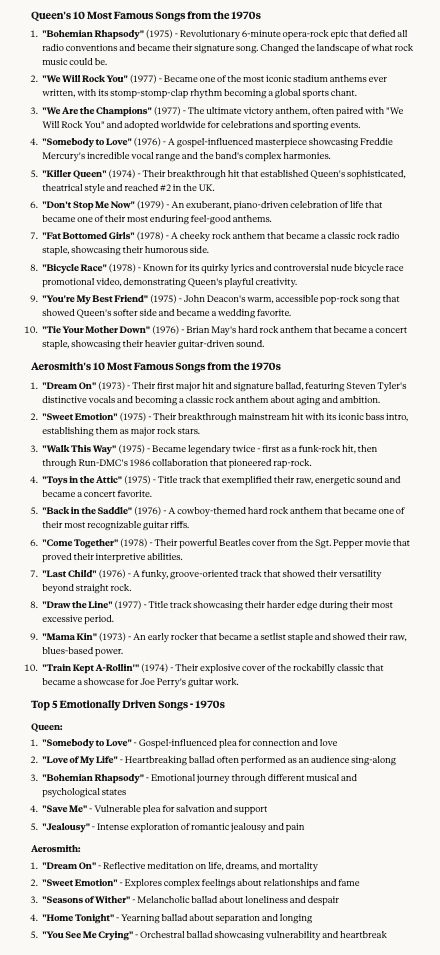 Queen's 10 Most Famous Songs from the 1970s
1. "Bohemian Rhapsody" (1975) - Revolutionary 6-minute opera-rock epic that defied all
radio conventions and became their signature song. Changed the landscape of what rock
music could be.
2. "We Will Rock You" (1977) - Became one of the most iconic stadium anthems ever
written, with its stomp-stomp-clap rhythm becoming a global sports chant.
3. "We Are the Champions" (1977) - The ultimate victory anthem, often paired with "We
Will Rock You" and adopted worldwide for celebrations and sporting events.
4. "Somebody to Love" (1976) - A gospel-influenced masterpiece showcasing Freddie
Mercury's incredible vocal range and the band's complex harmonies.
5. "Killer Queen" (1974) - Their breakthrough hit that established Queen's sophisticated,
theatrical style and reached #2 in the UK.
6. "Don't Stop Me Now" (1979) - An exuberant, piano-driven celebration of life that
became one of their most enduring feel-good anthems.
7. "Fat Bottomed Girls" (1978) - A cheeky rock anthem that became a classic rock radio
staple, showcasing their humorous side.
8. "Bicycle Race" (1978) - Known for its quirky lyrics and controversial nude bicycle race
promotional video, demonstrating Queen's playful creativity.
9. "You're My Best Friend" (1975) - John Deacon's warm, accessible pop-rock song that
showed Queen's softer side and became a wedding favorite.
10. "Tie Your Mother Down" (1976) - Brian May's hard rock anthem that became a concert
staple, showcasing their heavier guitar-driven sound.
Aerosmith's 10 Most Famous Songs from the 1970s
1. "Dream On" (1973) - Their first major hit and signature ballad, featuring Steven Tyler's
distinctive vocals and becoming a classic rock anthem about aging and ambition.
2. "Sweet Emotion" (1975) - Their breakthrough mainstream hit with its iconic bass intro,
establishing them as major rock stars.
3. "Walk This Way" (1975) - Became legendary twice - first as a funk-rock hit, then
through Run-DMC's 1986 collaboration that pioneered rap-rock.
4. "Toys in the Attic" (1975) - Title track that exemplified their raw, energetic sound and
became a concert favorite.
5. "Back in the Saddle" (1976) - A cowboy-themed hard rock anthem that became one of
their most recognizable guitar riffs.
6. "Come Together" (1978) - Their powerful Beatles cover from the Sgt. Pepper movie that
proved their interpretive abilities.
7. "Last Child" (1976) - A funky, groove-oriented track that showed their versatility
beyond straight rock.
8. "Draw the Line" (1977) - Title track showcasing their harder edge during their most
excessive period.
9. "Mama Kin" (1973) - An early rocker that became a setlist staple and showed their raw,
blues-based power.
10. "Train Kept A-Rollin'" (1974) - Their explosive cover of the rockabilly classic that
became a showcase for Joe Perry's guitar work.
Top 5 Emotionally Driven Songs - 1970s
Queen:
1. "Somebody to Love" - Gospel-influenced plea for connection and love
2. "Love of My Life" - Heartbreaking ballad often performed as an audience sing-along
3. "Bohemian Rhapsody" - Emotional journey through different musical and
psychological states
4. "Save Me" - Vulnerable plea for salvation and support
5. "Jealousy" - Intense exploration of romantic jealousy and pain
Aerosmith:
1. "Dream On" - Reflective meditation on life, dreams, and mortality
2. "Sweet Emotion" - Explores complex feelings about relationships and fame
3. "Seasons of Wither" - Melancholic ballad about loneliness and despair
4. "Home Tonight" - Yearning ballad about separation and longing
5. "You See Me Crying" - Orchestral ballad showcasing vulnerability and heartbreak